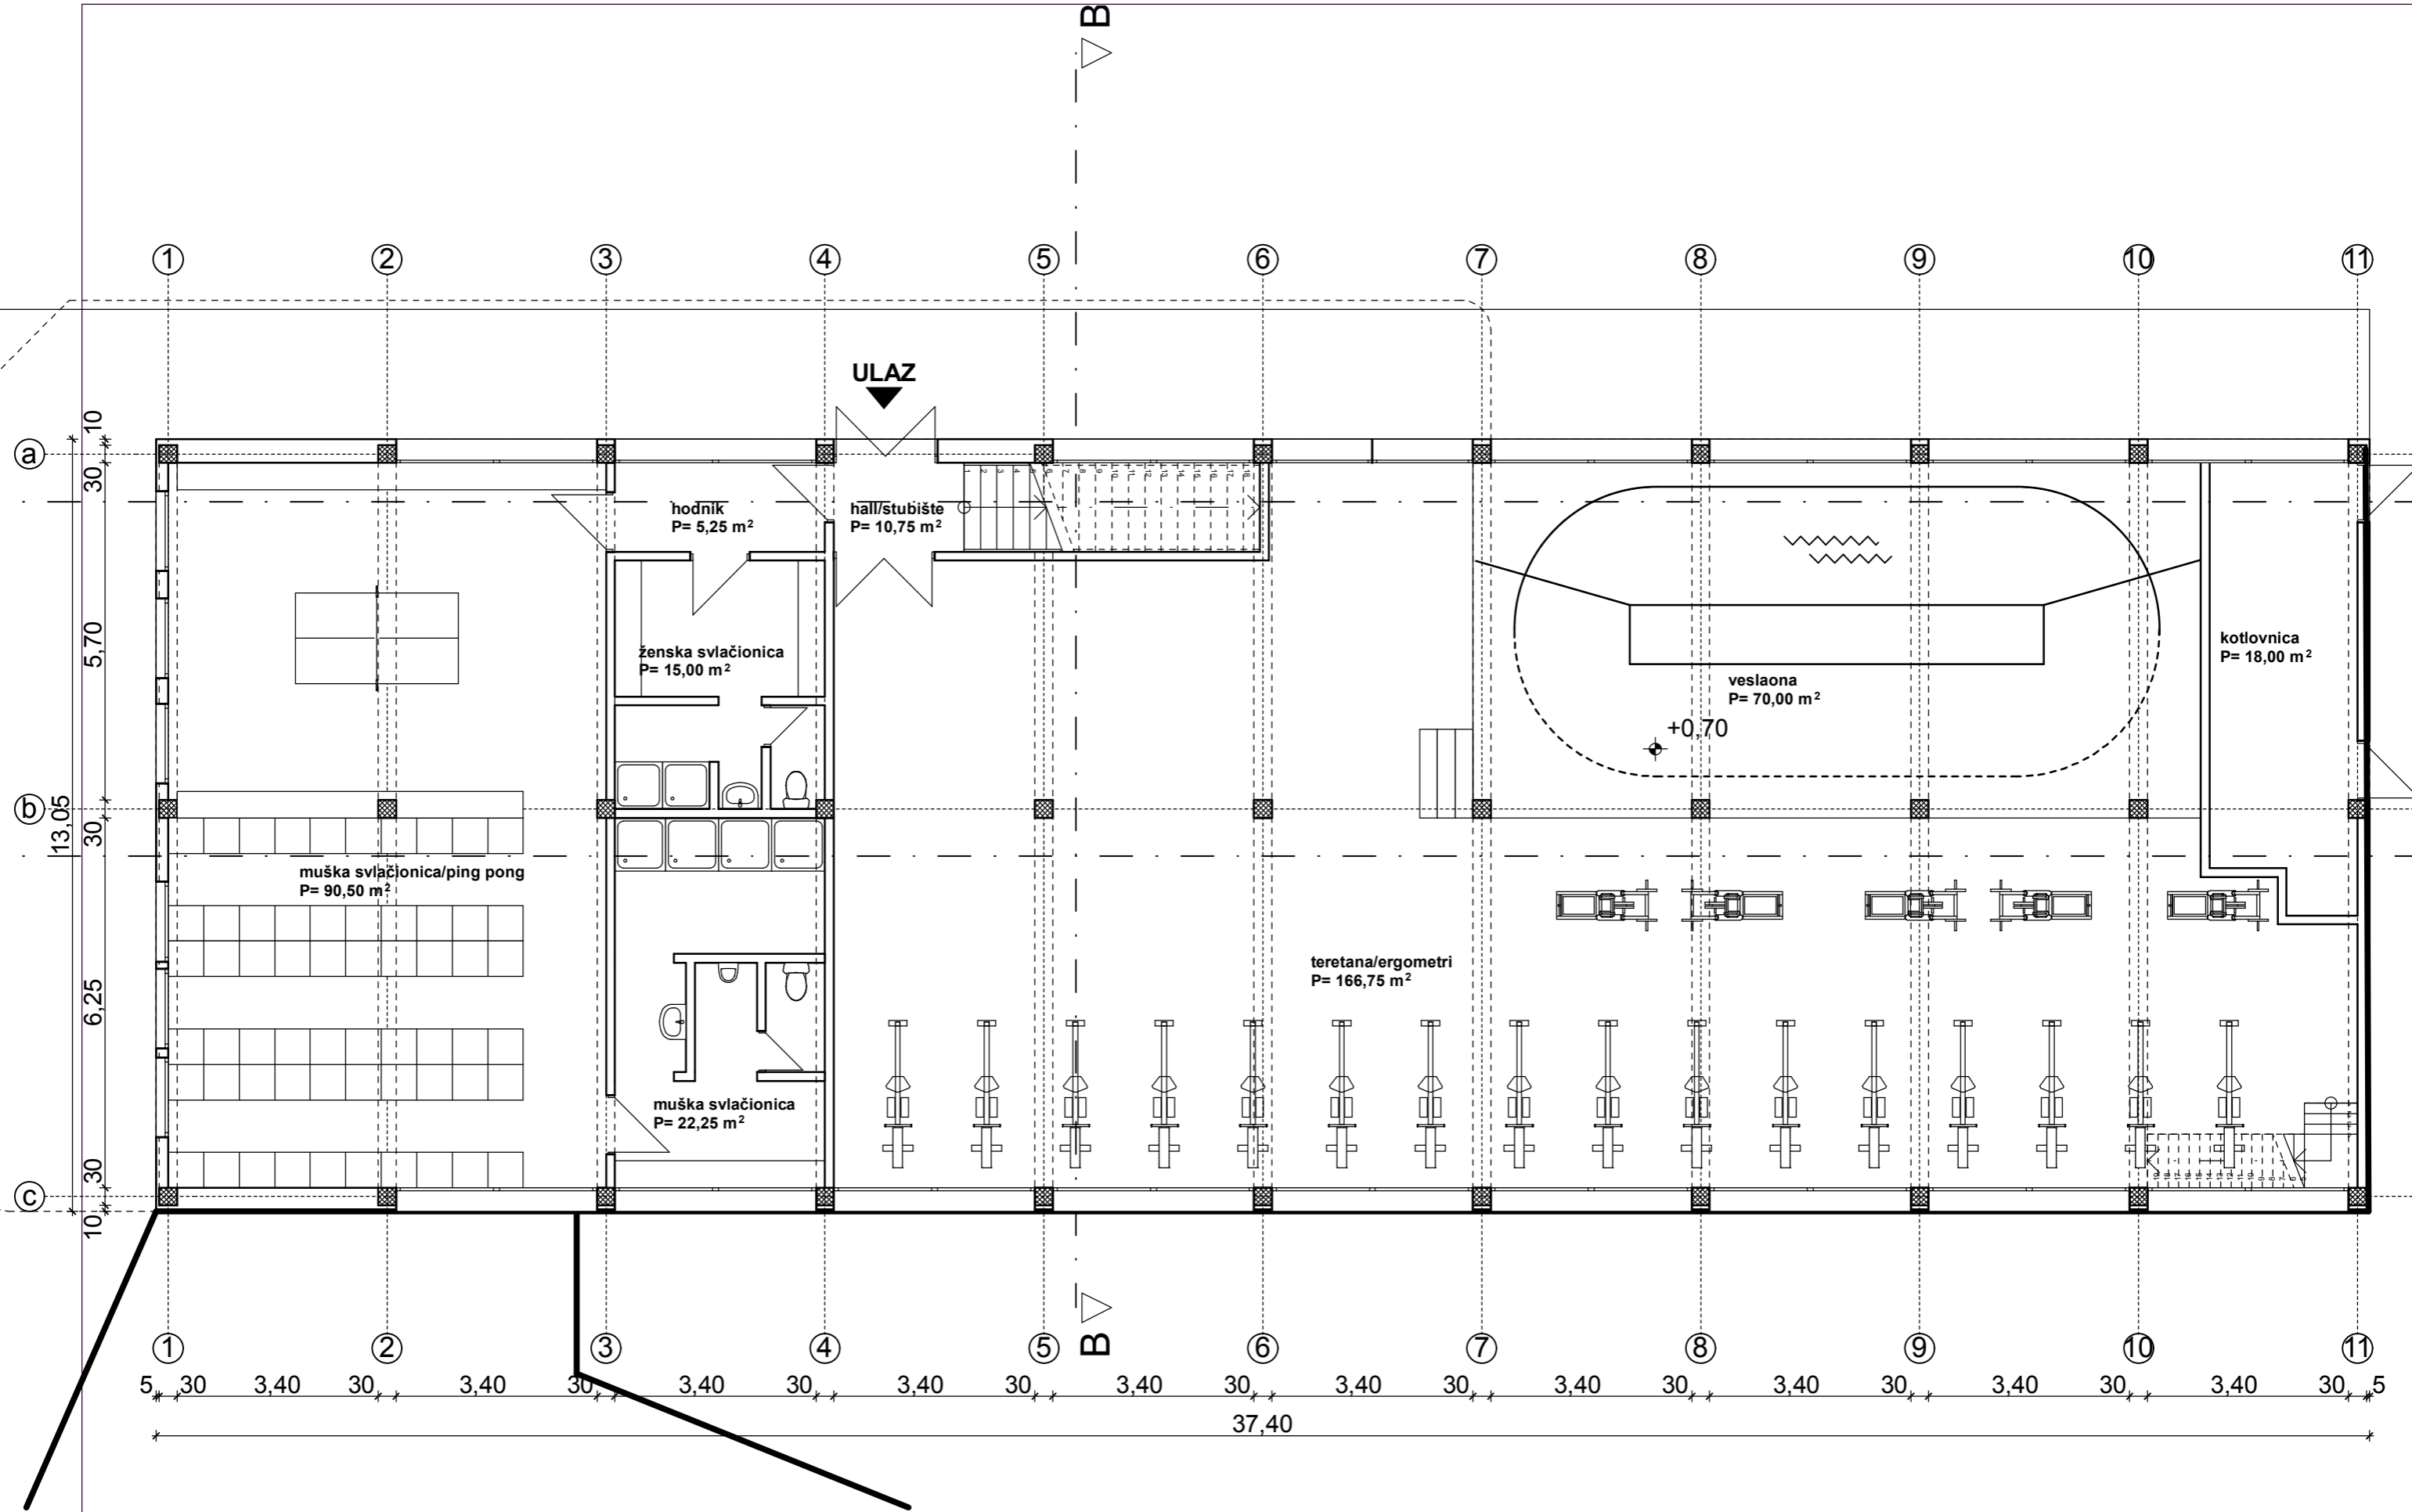 B
1 2 3 4 5 6 7 8 9 10 11
ULAZ
a
b
c
10
30
5,70
30
6,25
30
10
13,05
hodnik
P= 5,25 m²
hall/stubište
P= 10,75 m²
ženska svlačionica
P= 15,00 m²
veslaona
P= 70,00 m²
+0,70
kotlovnica
P= 18,00 m²
muška svlačionica/ping pong
P= 90,50 m²
teretana/ergometri
P= 166,75 m²
muška svlačionica
P= 22,25 m²
B
1 2 3 4 5 6 7 8 9 10 11
5 30 3,40 30 3,40 30 3,40 30 3,40 30 3,40 30 3,40 30 3,40 30 3,40 30 3,40 30 3,40 30 5
37,40